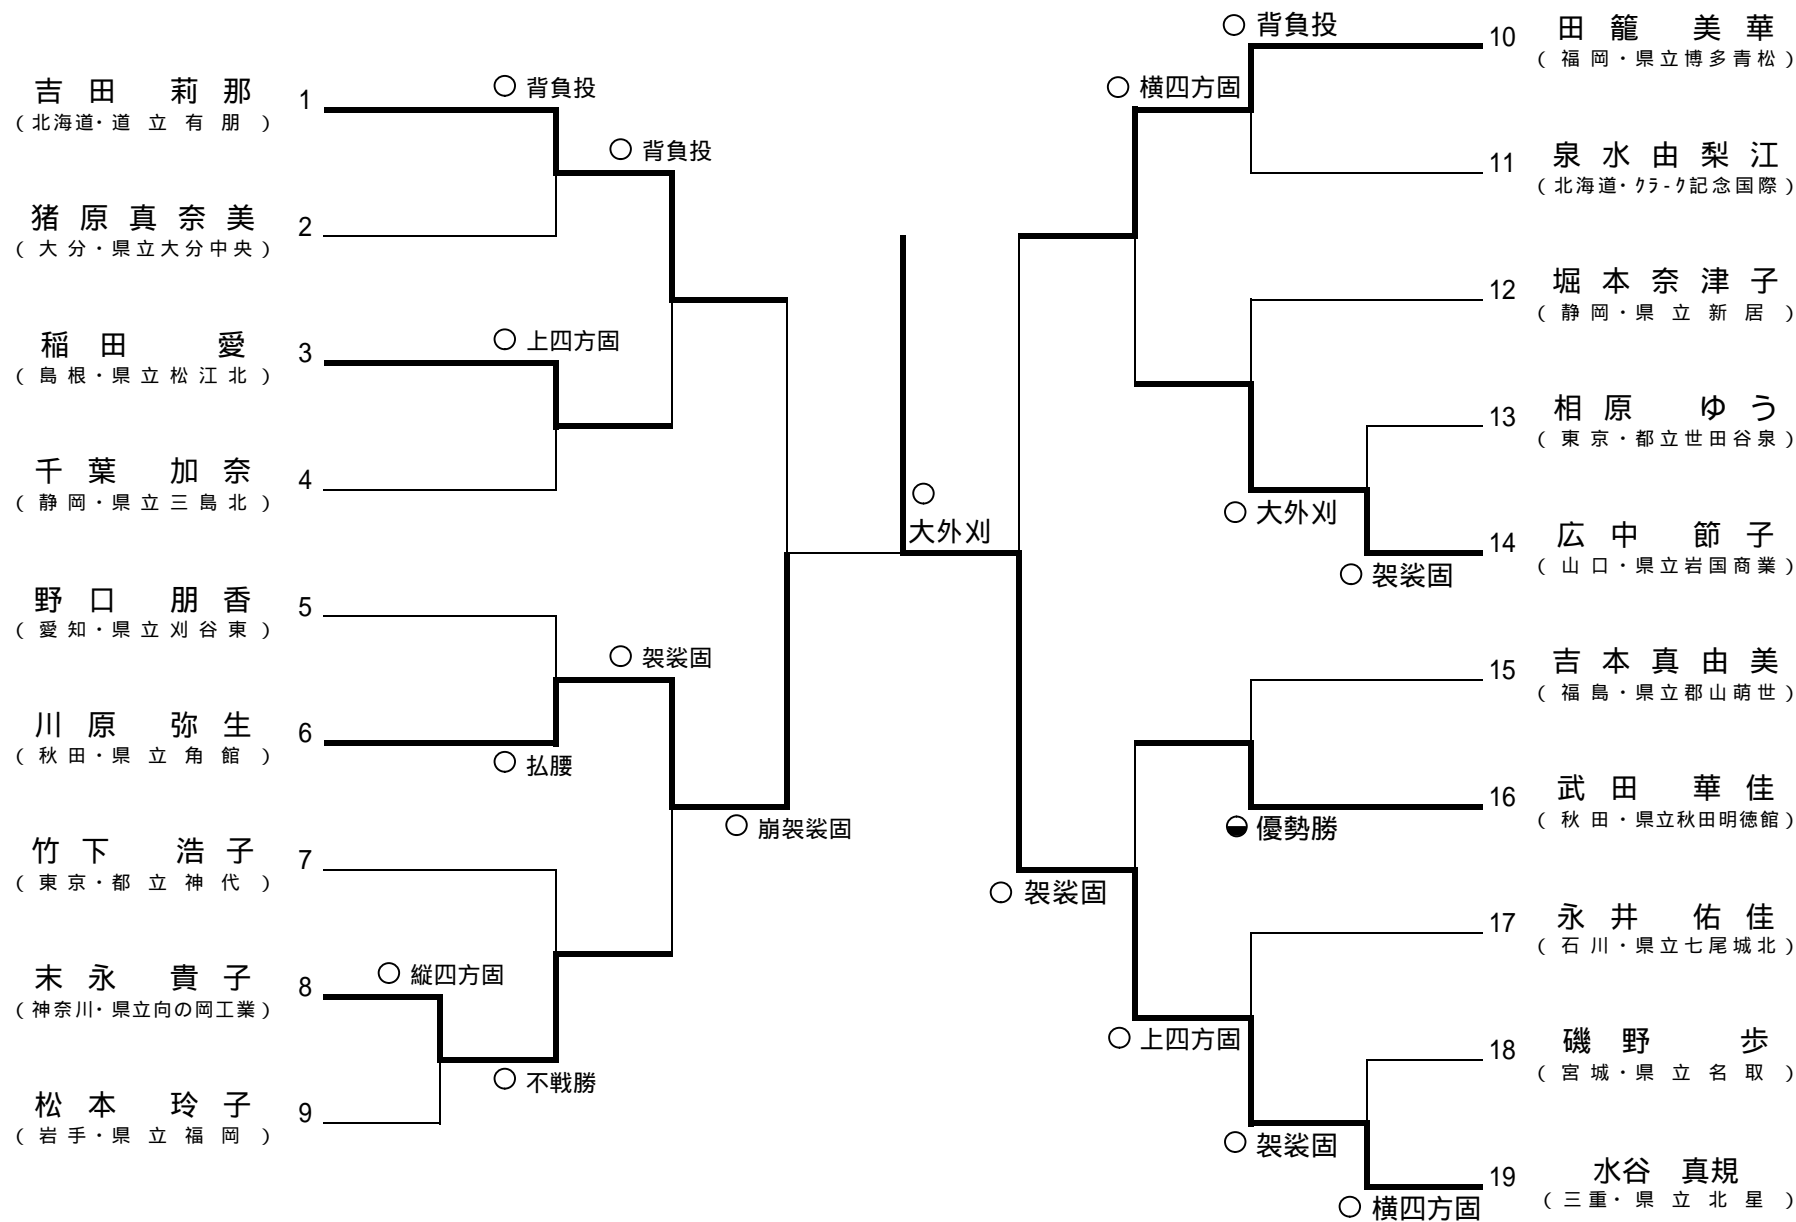 吉田 莉那 1
(北海道・道立有朋)
○ 背負投
○ 背負投
猪原真奈美 2
(大分・県立大分中央)
稲田 愛 3
(島根・県立松江北)
○ 上四方固
千葉 加奈 4
(静岡・県立三島北)
野口 朋香 5
(愛知・県立刈谷東)
○ 袈裟固
川原 弥生 6
(秋田・県立角館)
○ 払腰
竹下 浩子 7
(東京・都立神代)
○ 崩袈裟固
末永 貴子 8
(神奈川・県立向の岡工業)
○ 縦四方固
○ 不戦勝
松本 玲子 9
(岩手・県立福岡)
○
大外刈
○ 背負投
10 田籠 美華
(福岡・県立博多青松)
○ 横四方固
11 泉水由梨江
(北海道・クラーク記念国際)
12 堀本奈津子
(静岡・県立新居)
13 相原 ゆう
(東京・都立世田谷泉)
○ 大外刈
14 広中 節子
(山口・県立岩国商業)
○ 袈裟固
15 吉本真由美
(福島・県立郡山萌世)
16 武田 華佳
(秋田・県立秋田明徳館)
◒ 優勢勝
○ 袈裟固
17 永井 佑佳
(石川・県立七尾城北)
○ 上四方固
18 磯野 歩
(宮城・県立名取)
○ 袈裟固
19 水谷 真規
(三重・県立北星)
○ 横四方固